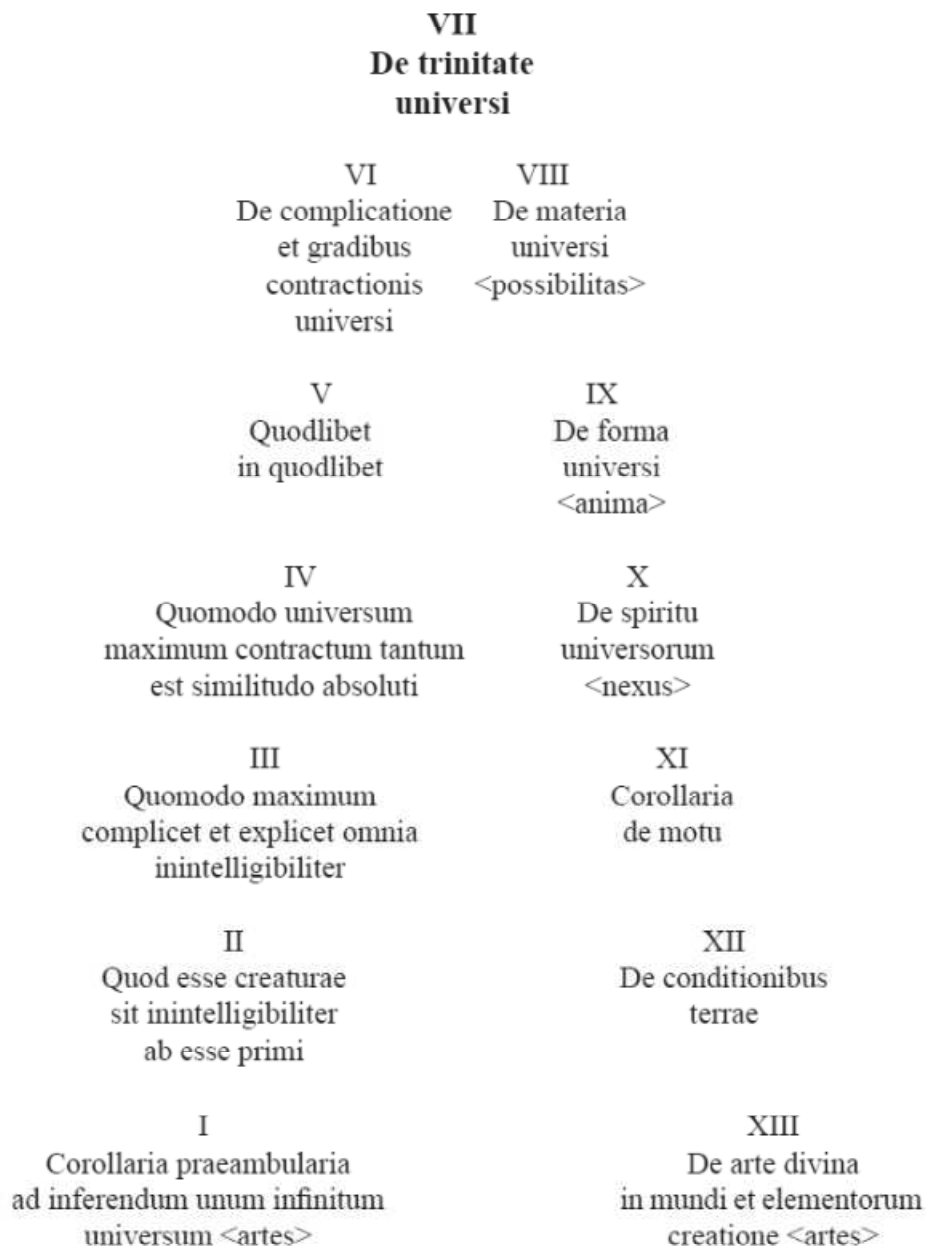 VII
De trinitate
universi
VI
De complicatione
et gradibus
contractionis
universi
VIII
De materia
universi
<possibilitas>
V
Quodlibet
in quodlibet
IX
De forma
universi
<anima>
IV
Quomodo universum
maximum contractum tantum
est similitudo absoluti
X
De spiritu
universorum
<nexus>
III
Quomodo maximum
complicet et explicet omnia
inintelligibiliter
XI
Corollaria
de motu
II
Quod esse creaturae
sit inintelligibiliter
ab esse primi
XII
De conditionibus
terrae
I
Corollaria praeambularia
ad inferendum unum infinitum
universum <artes>
XIII
De arte divina
in mundi et elementorum
creatione <artes>